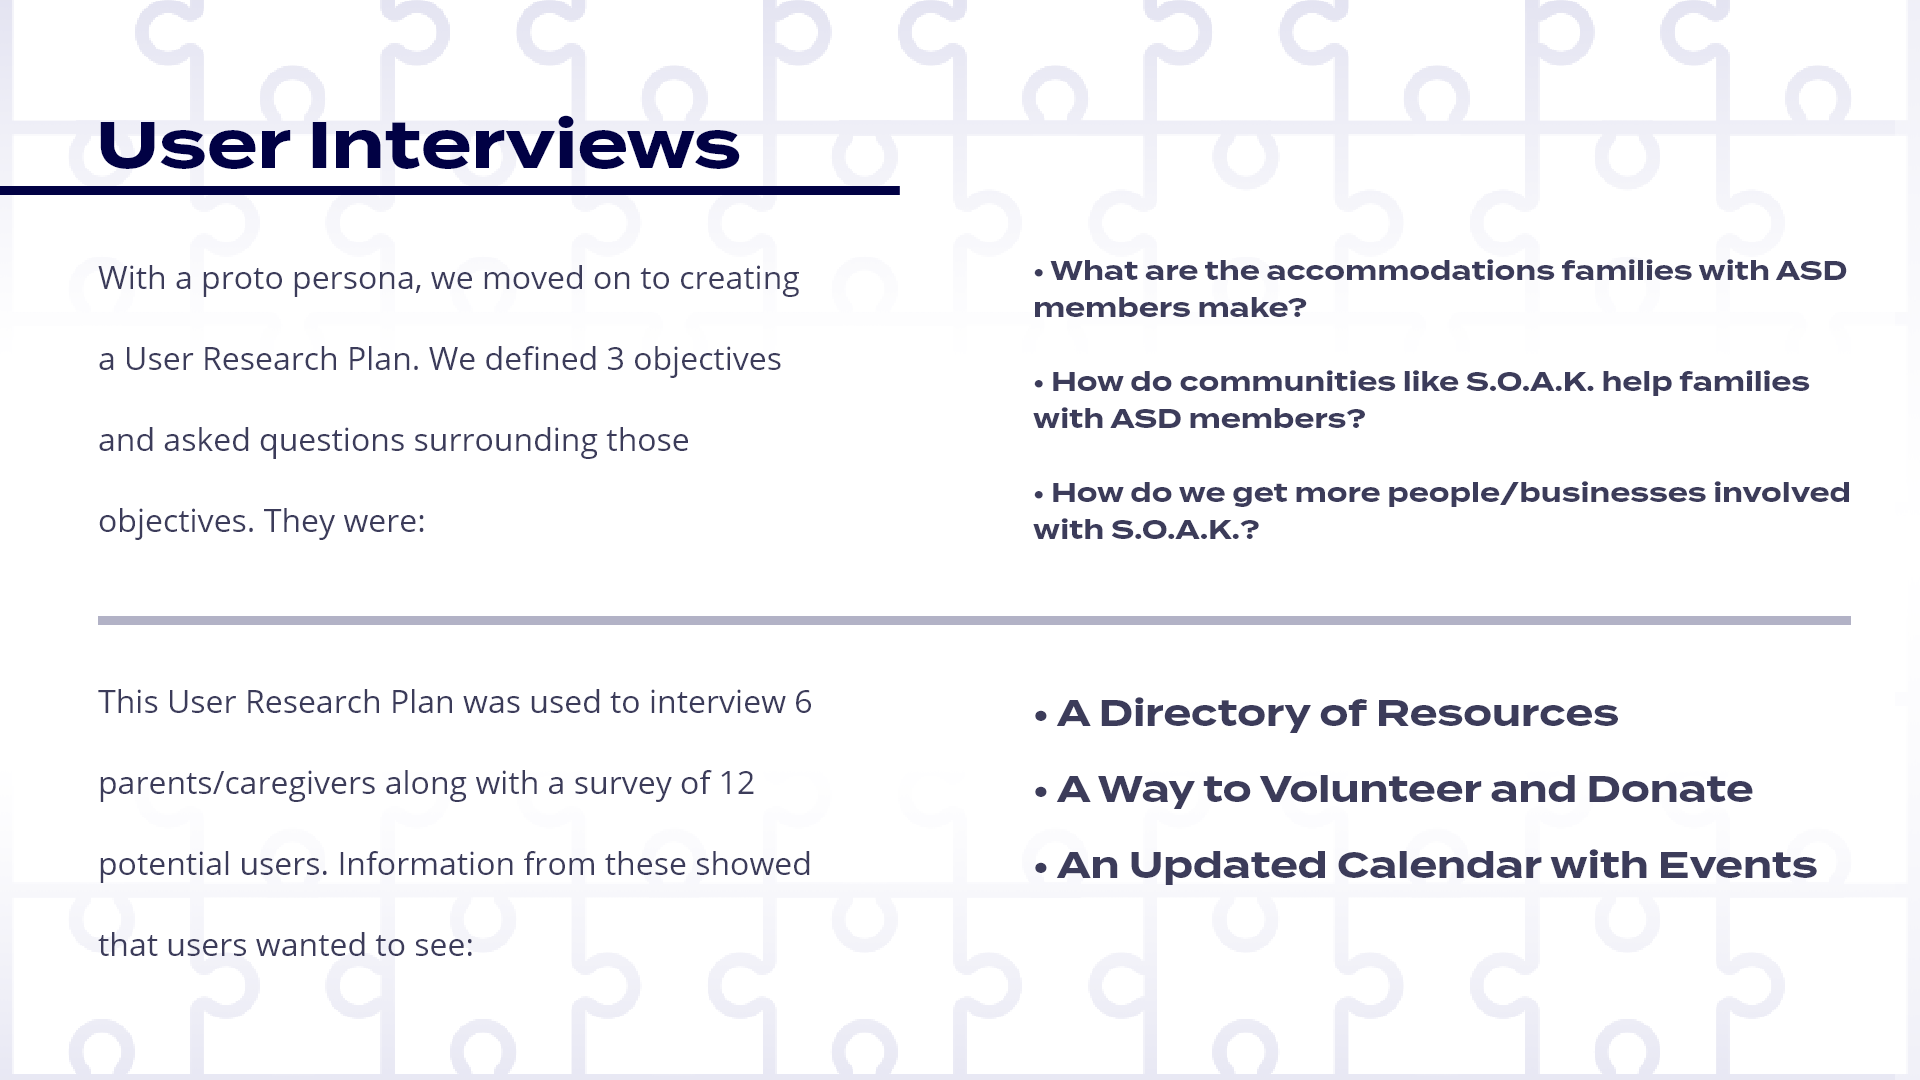 User Interviews
With a proto persona, we moved on to creating
a User Research Plan. We defined 3 objectives
and asked questions surrounding those
objectives. They were:
• What are the accommodations families with ASD
members make?
• How do communities like S.O.A.K. help families
with ASD members?
• How do we get more people/businesses involved
with S.O.A.K.?
This User Research Plan was used to interview 6
parents/caregivers along with a survey of 12
potential users. Information from these showed
that users wanted to see:
• A Directory of Resources
• A Way to Volunteer and Donate
• An Updated Calendar with Events